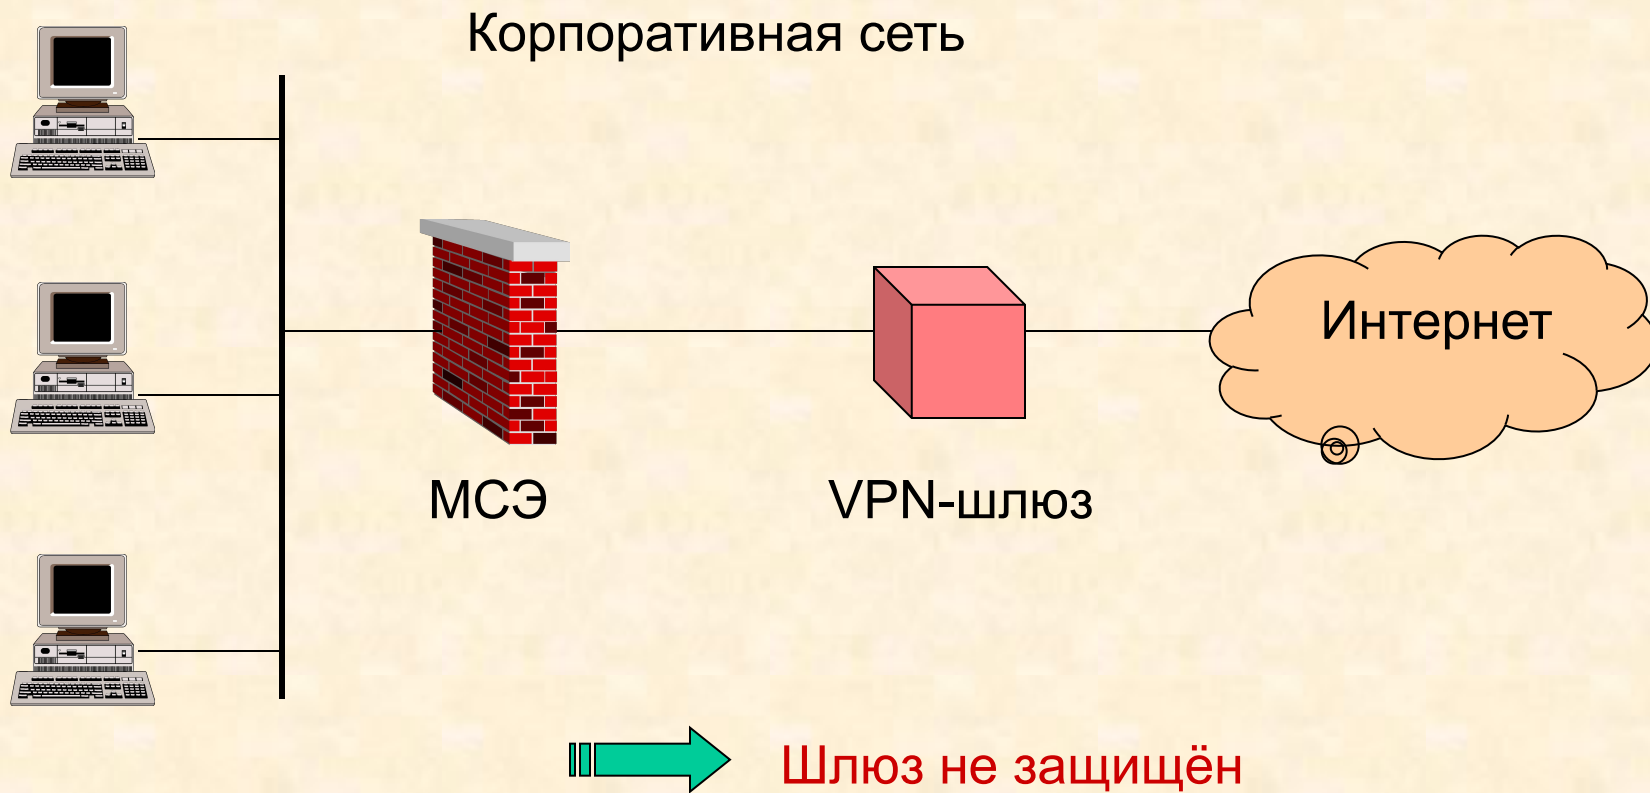 Корпоративная сеть
Интернет
МСЭ
VPN-шлюз
Шлюз не защищён